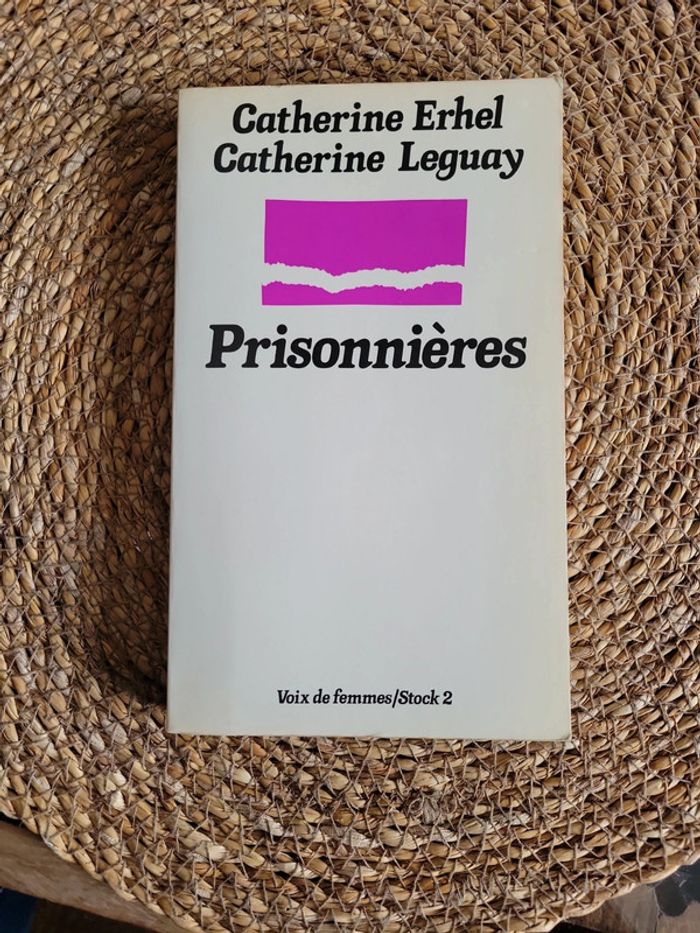 Catherine Erhel
Catherine Leguay
Prisonnières
Voix de femmes/Stock 2